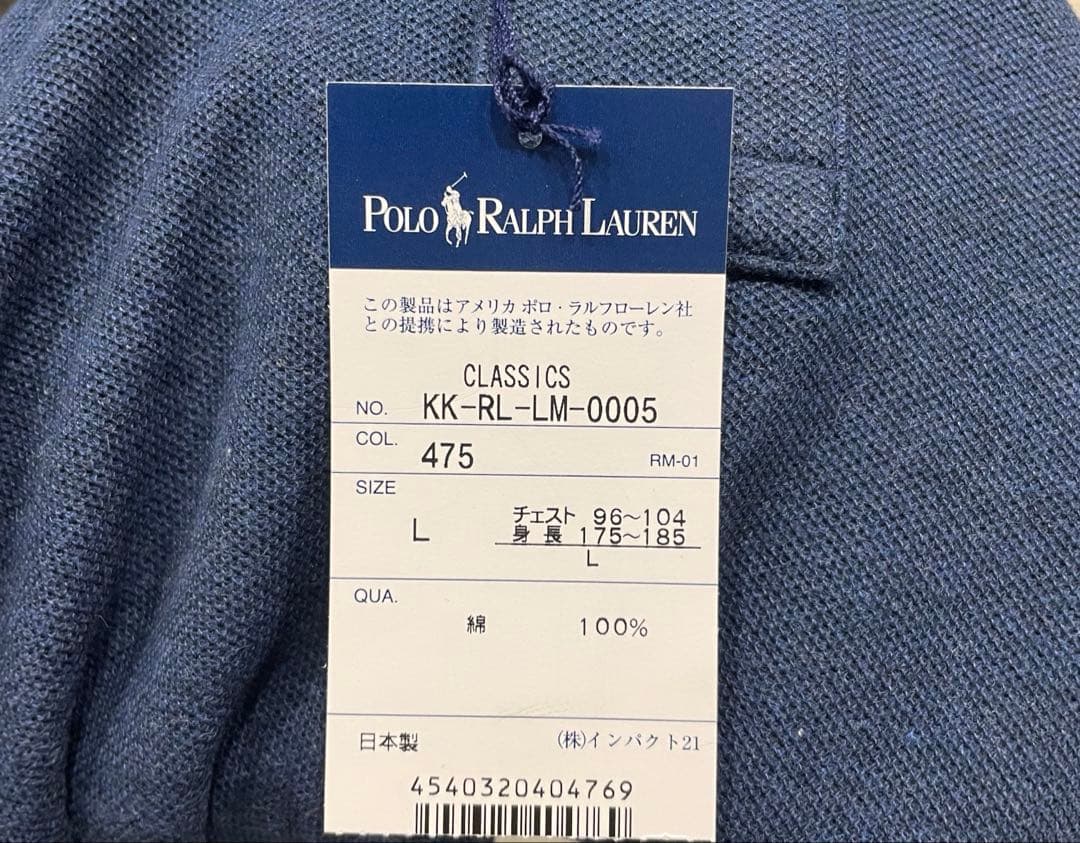 POLO RALPH LAUREN
この製品はアメリカ ポロ・ラルフローレン社
との提携により製造されたものです。
CLASSICS
NO. KK-RL-LM-0005
COL. 475 RM-01
SIZE
L
チェスト 96〜104
身長 175〜185
L
QUA.
綿 100%
日本製 (株)インパクト21
4540320404769